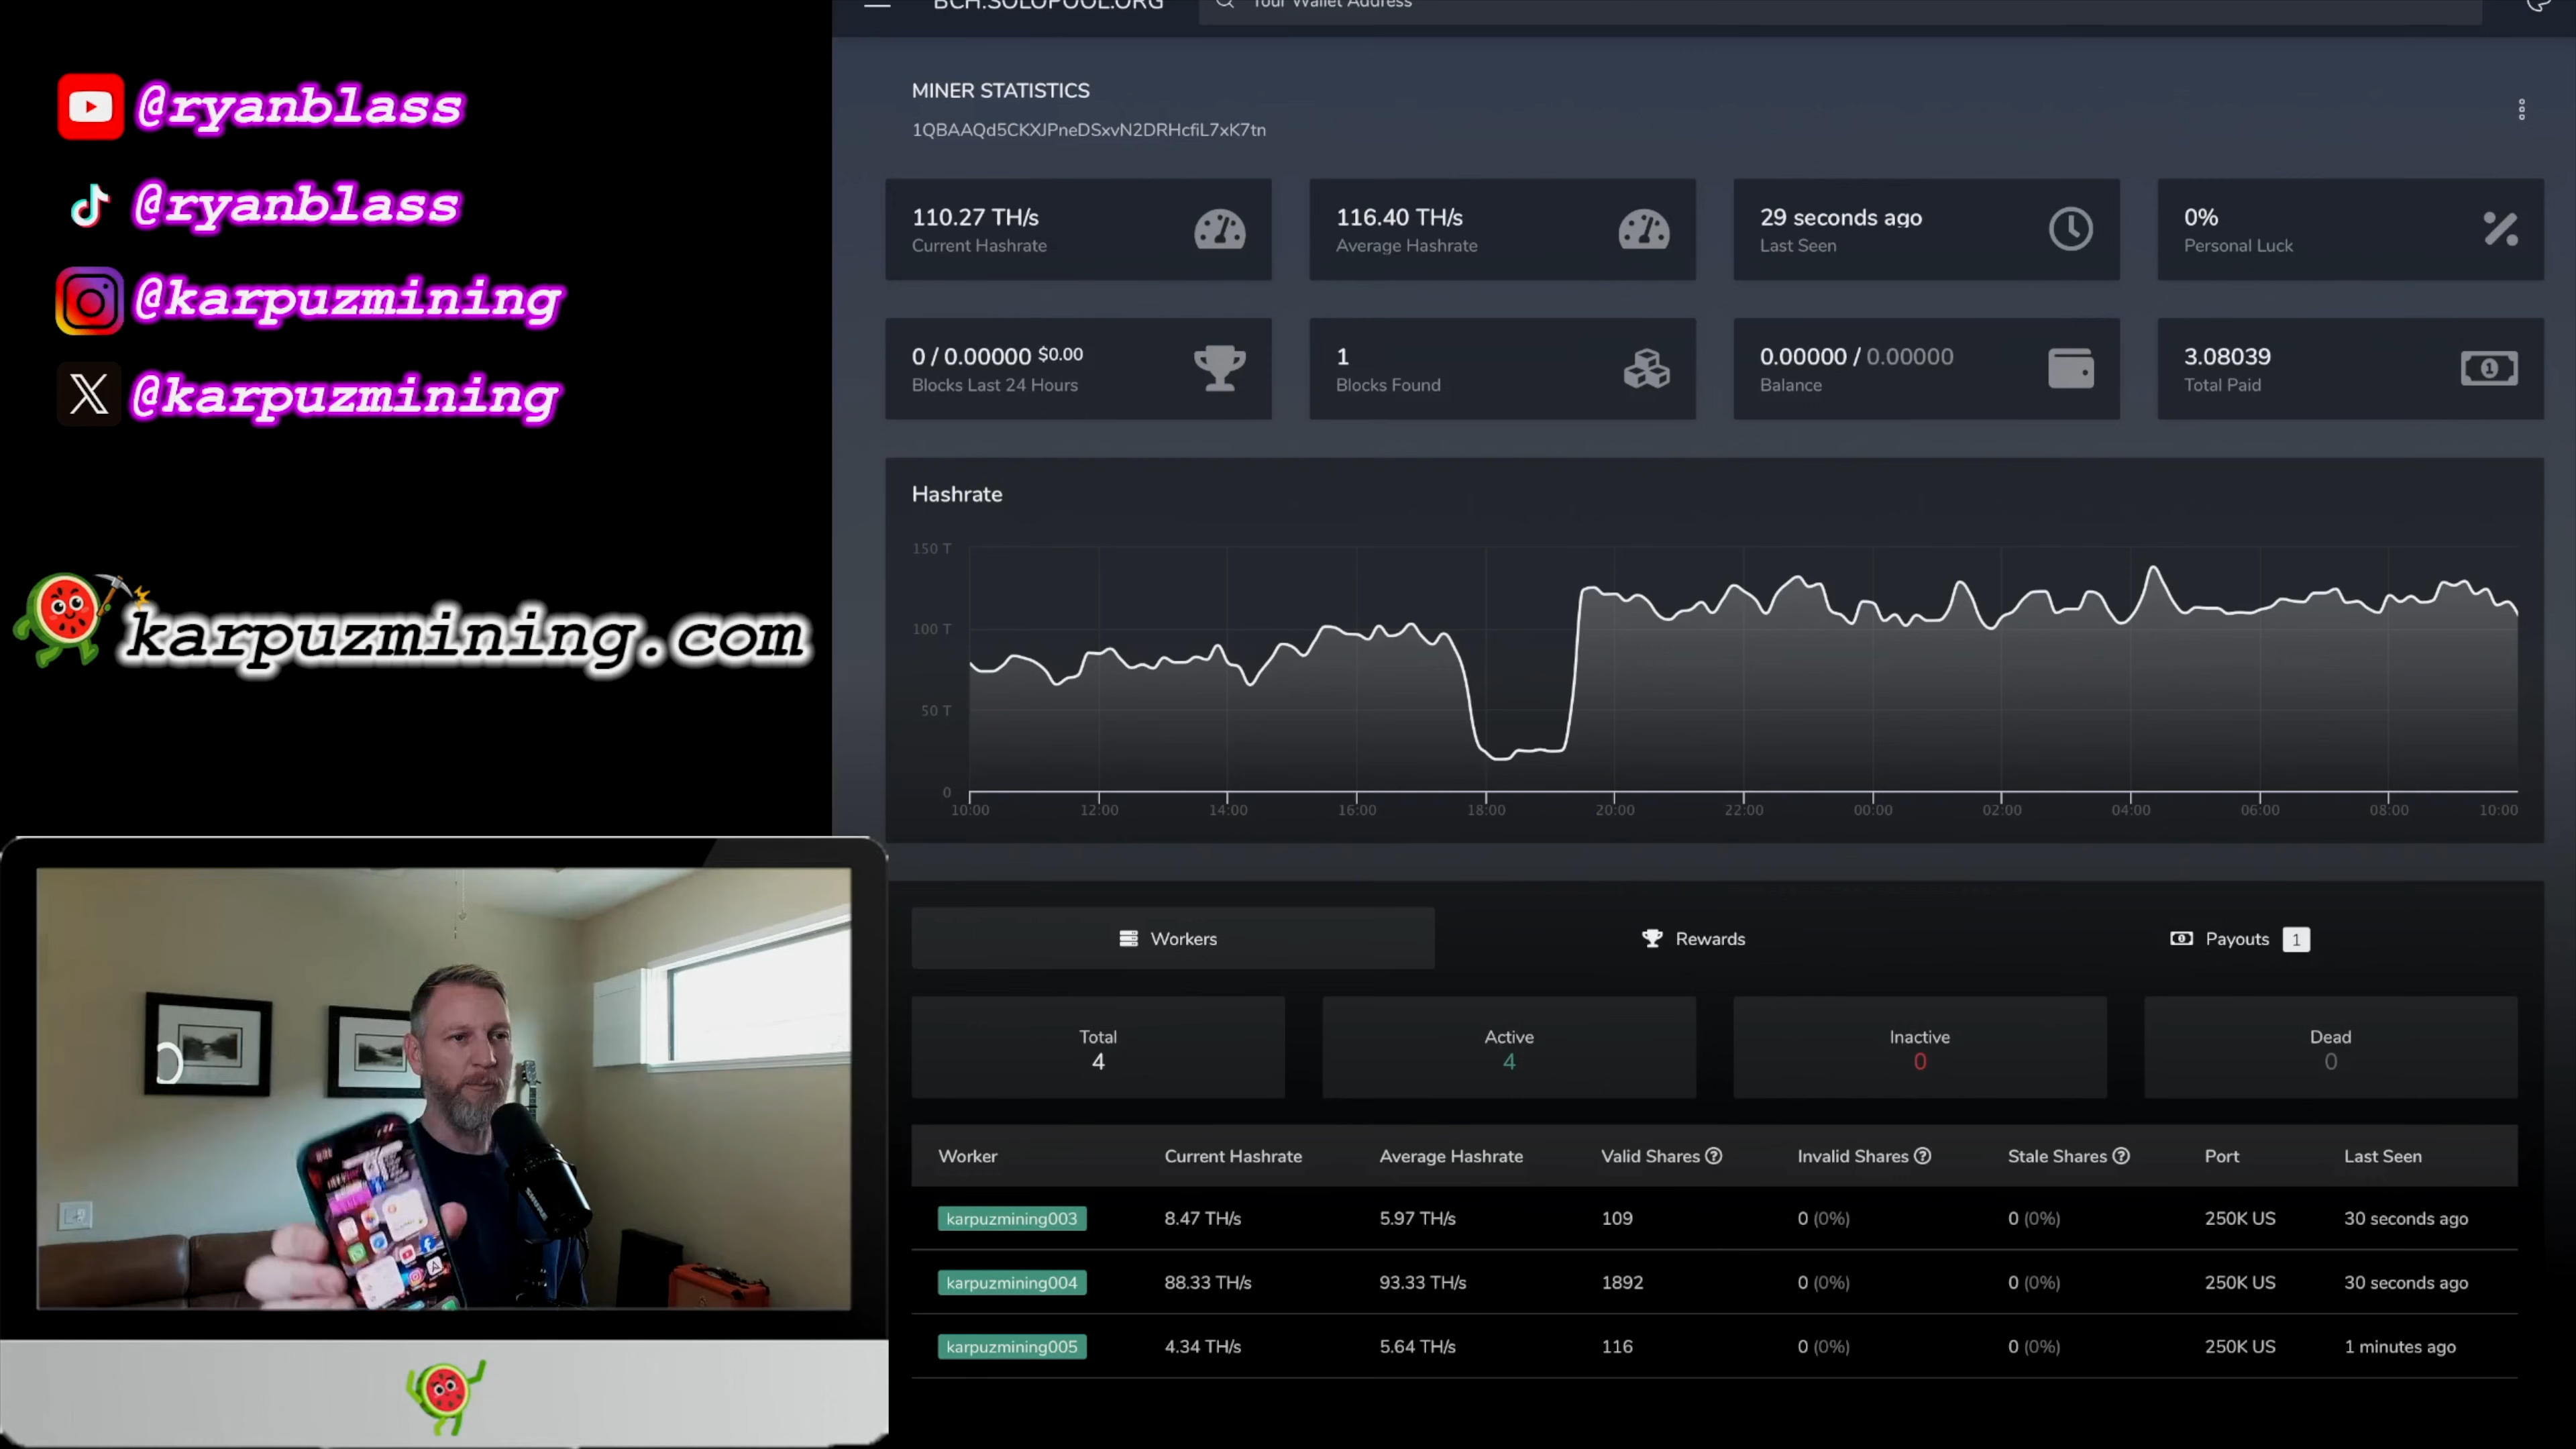 @ryanblass
@ryanblass
@karpuzmining
@karpuzmining
karpuzmining.com
BCH.SOLOPOOL.ORG
Your Wallet Address
MINER STATISTICS
1QBAAQd5CKXJPneDSxvN2DRHcfiL7xK7tn
110.27 TH/s
Current Hashrate
116.40 TH/s
Average Hashrate
29 seconds ago
Last Seen
0%
Personal Luck
0 / 0.00000 $0.00
Blocks Last 24 Hours
1
Blocks Found
0.00000 / 0.00000
Balance
3.08039
Total Paid
Hashrate
150 T
100 T
50 T
0
10:00 12:00 14:00 16:00 18:00 20:00 22:00 00:00 02:00 04:00 06:00 08:00 10:00
Workers
Rewards
Payouts 1
Total
4
Active
4
Inactive
0
Dead
0
Worker Current Hashrate Average Hashrate Valid Shares Invalid Shares Stale Shares Port Last Seen
karpuzmining003 8.47 TH/s 5.97 TH/s 109 0 (0%) 0 (0%) 250K US 30 seconds ago
karpuzmining004 88.33 TH/s 93.33 TH/s 1892 0 (0%) 0 (0%) 250K US 30 seconds ago
karpuzmining005 4.34 TH/s 5.64 TH/s 116 0 (0%) 0 (0%) 250K US 1 minutes ago